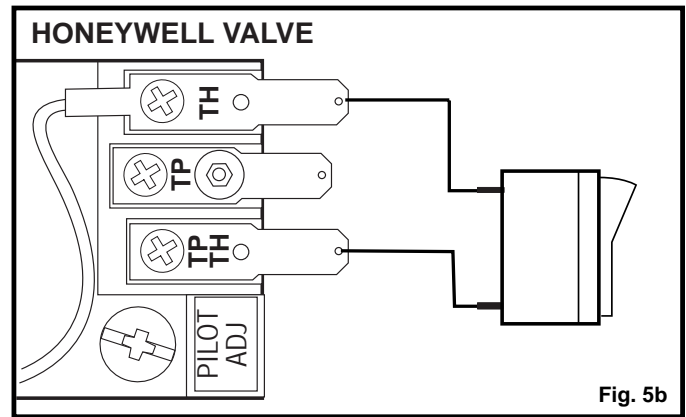 HONEYWELL VALVE
TH
TP
TP
TH
PILOT
ADJ
Fig. 5b